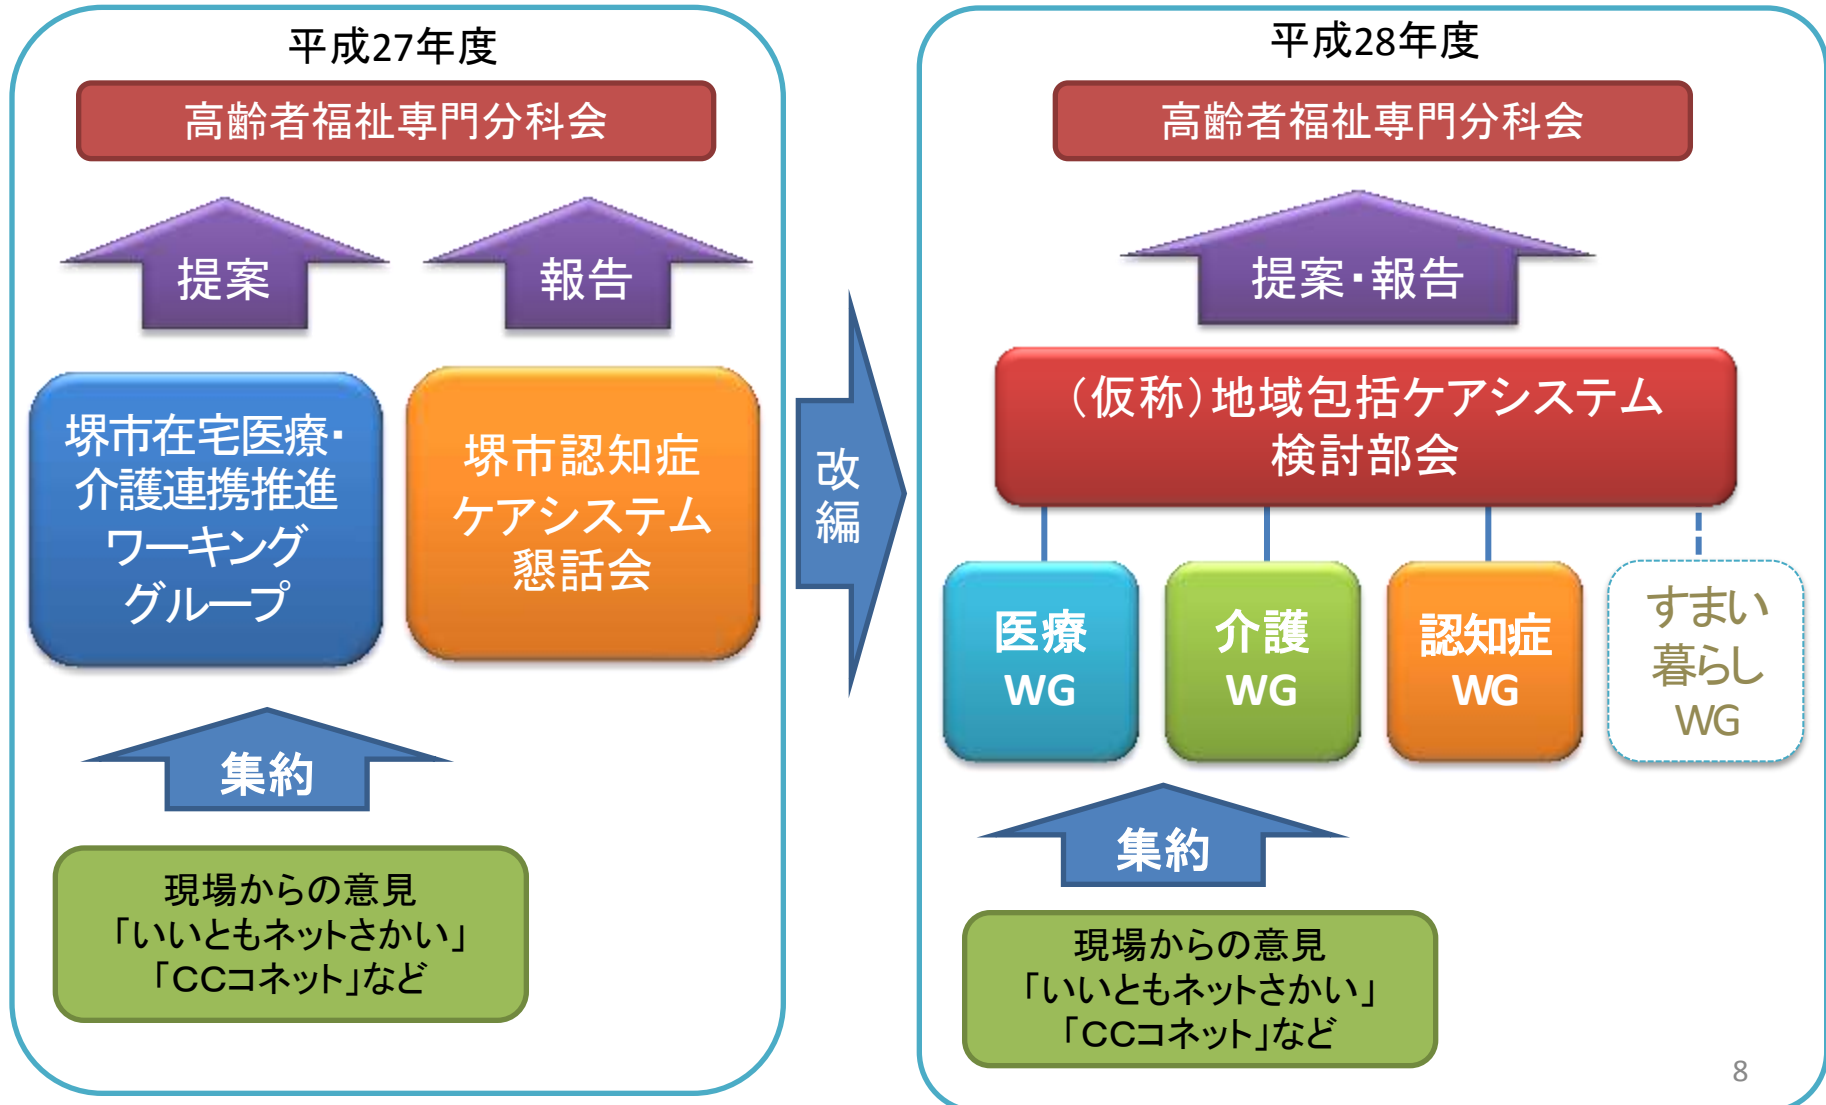 平成27年度
高齢者福祉専門分科会
提案
報告
堺市在宅医療・
介護連携推進
ワーキング
グループ
堺市認知症
ケアシステム
懇話会
集約
現場からの意見
「いいともネットさかい」
「CCコネット」など
改
編
平成28年度
高齢者福祉専門分科会
提案・報告
（仮称）地域包括ケアシステム
検討部会
医療
WG
介護
WG
認知症
WG
すまい
暮らし
WG
集約
現場からの意見
「いいともネットさかい」
「CCコネット」など
8